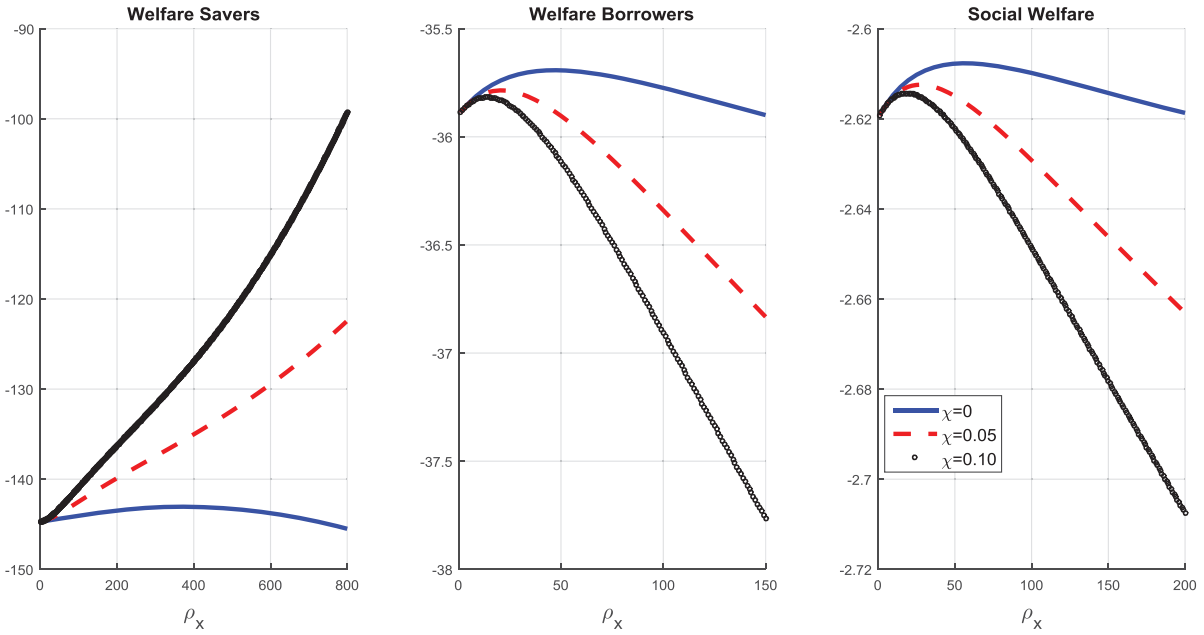 Welfare Savers
-90
-100
-110
-120
-130
-140
-150
0 200 400 600 800
ρx
Welfare Borrowers
-35.5
-36
-36.5
-37
-37.5
-38
0 50 100 150
ρx
Social Welfare
-2.6
-2.62
-2.64
-2.66
-2.68
-2.7
-2.72
0 50 100 150 200
ρx
χ=0
χ=0.05
χ=0.10